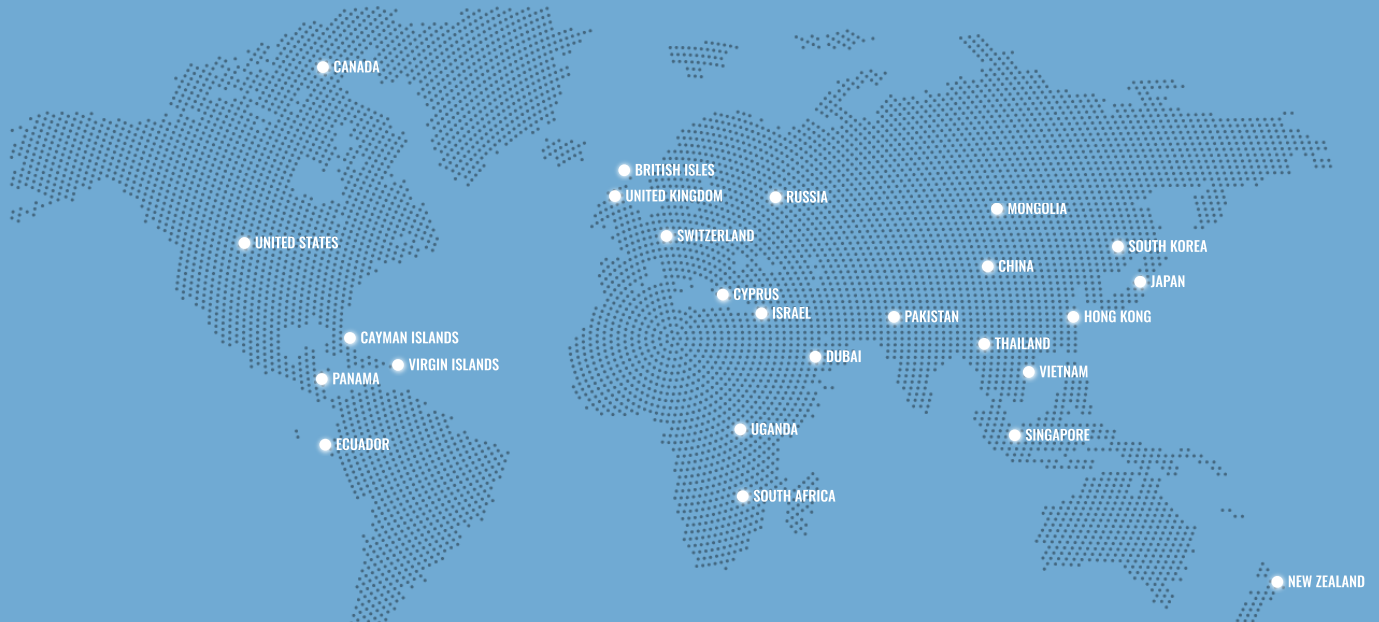 CANADA
BRITISH ISLES
UNITED KINGDOM
RUSSIA
MONGOLIA
SWITZERLAND
UNITED STATES
SOUTH KOREA
CHINA
JAPAN
CYPRUS
ISRAEL
PAKISTAN
HONG KONG
CAYMAN ISLANDS
THAILAND
DUBAI
VIRGIN ISLANDS
VIETNAM
PANAMA
UGANDA
SINGAPORE
ECUADOR
SOUTH AFRICA
NEW ZEALAND